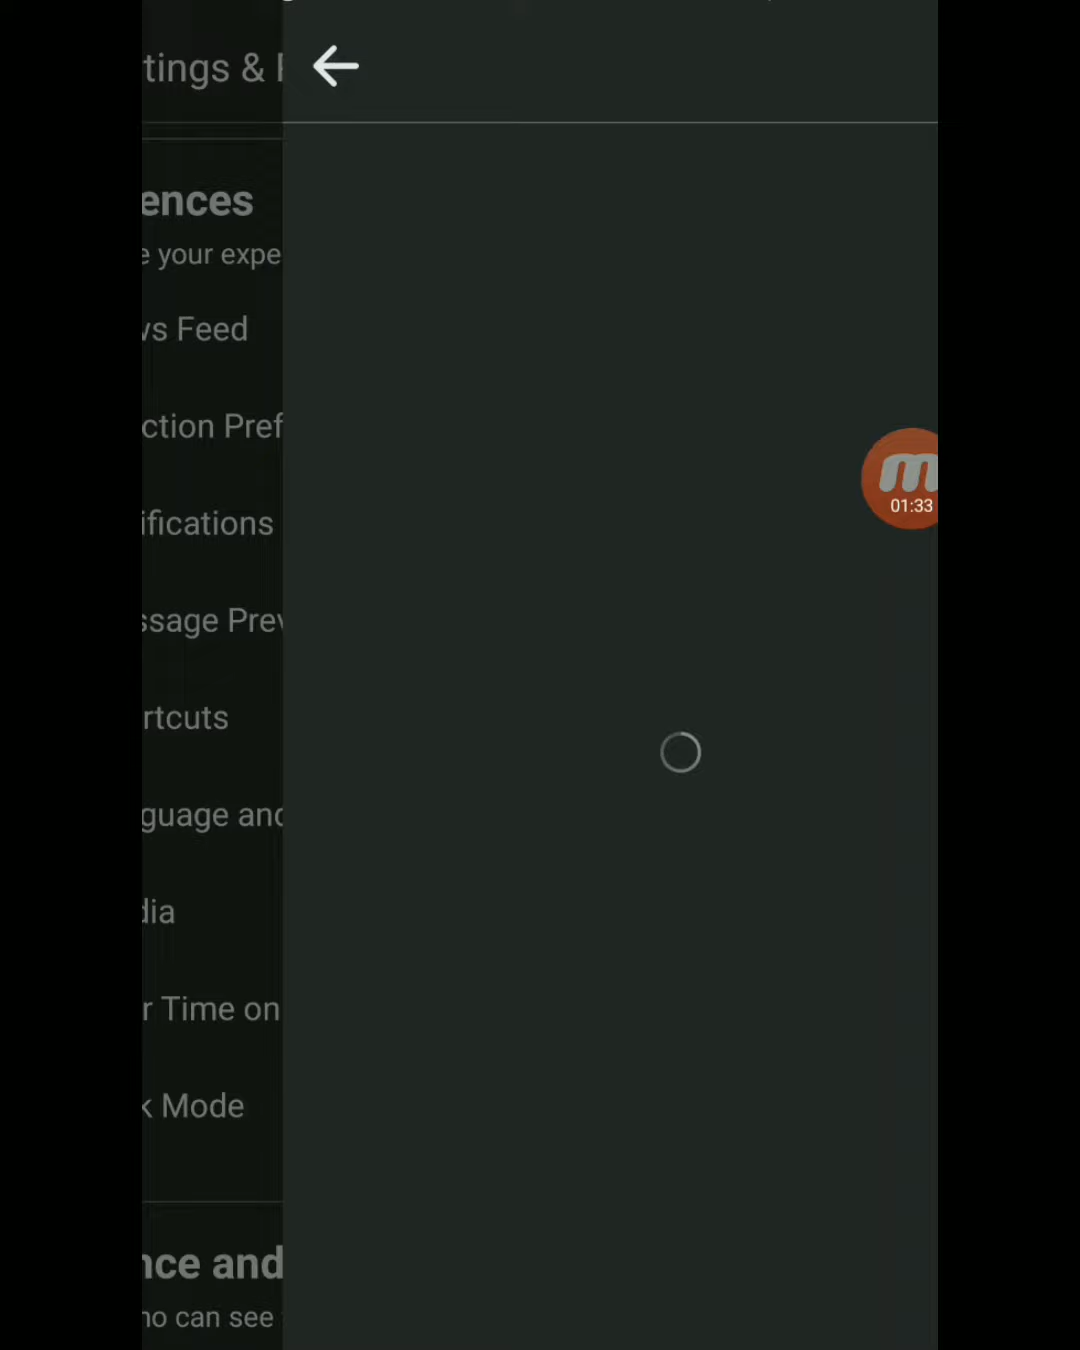 tings &
ences
e your expe
vs Feed
ction Pref
ifications
ssage Prev
rtcuts
guage and
dia
r Time on
k Mode
nce and
no can see
m
01:33